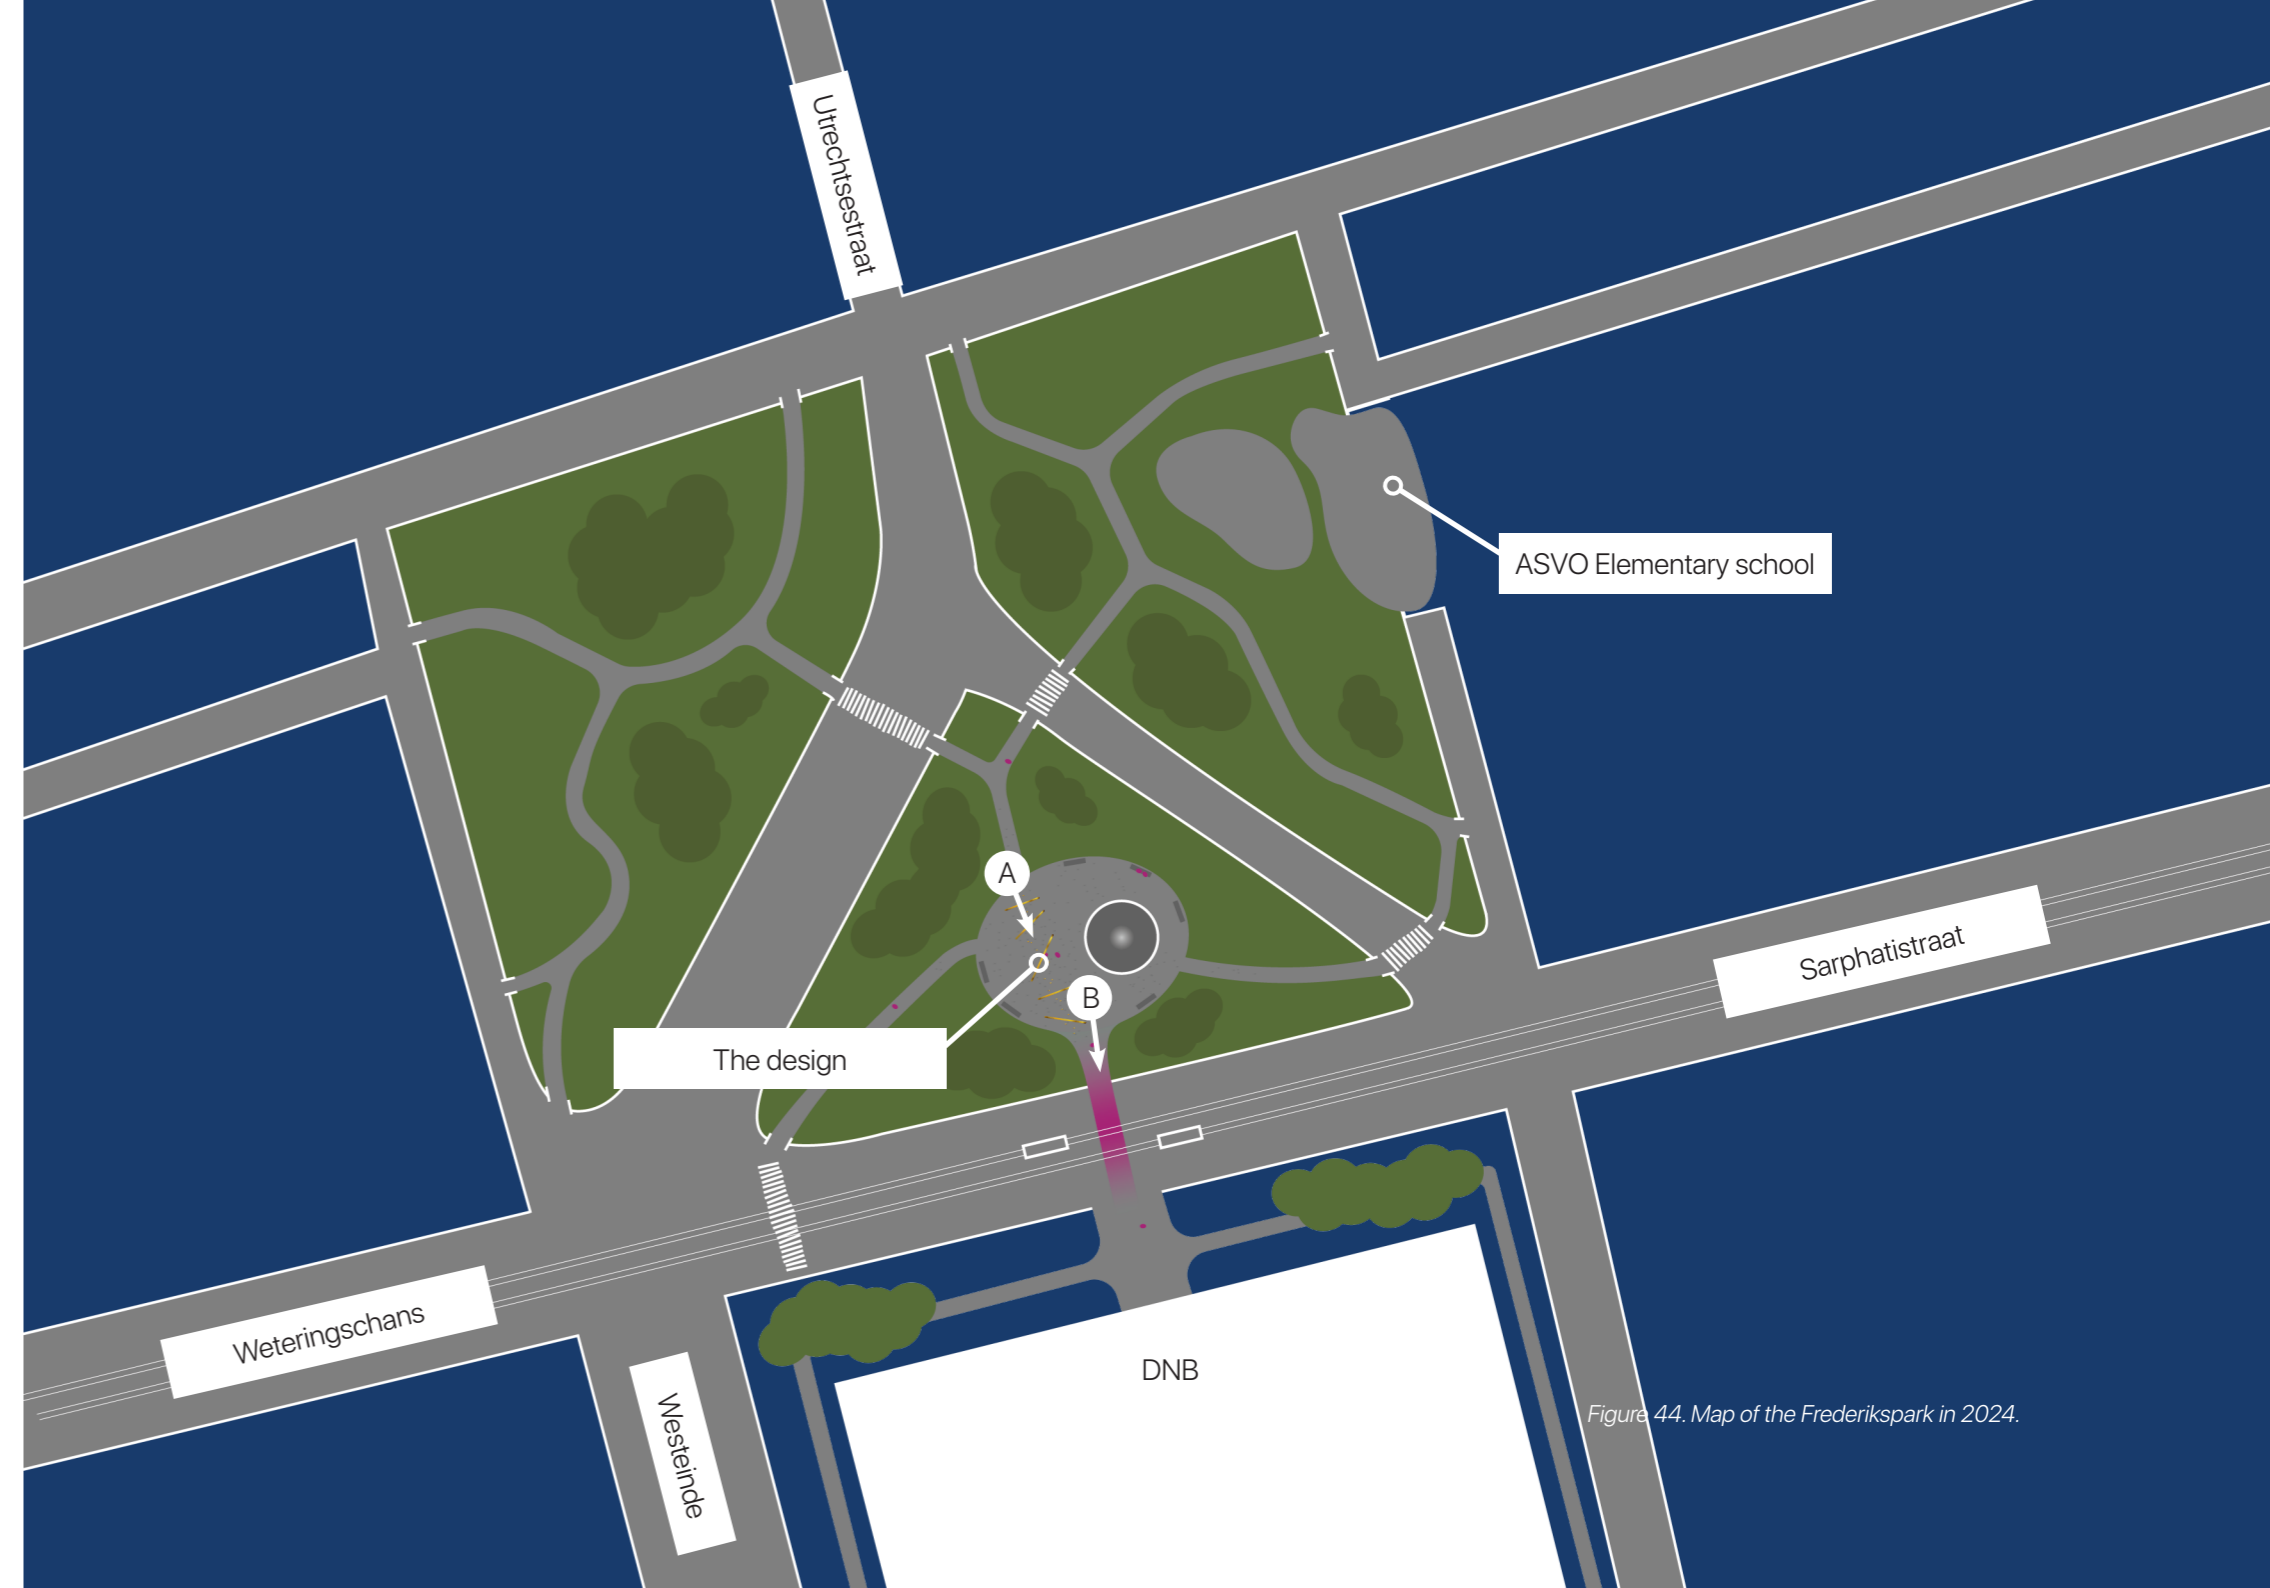 Utrechtsestraat
ASVO Elementary school
A
Sarphatistraat
B
The design
Weteringschans
DNB
Westeinde
Figure 44. Map of the Frederikspark in 2024.